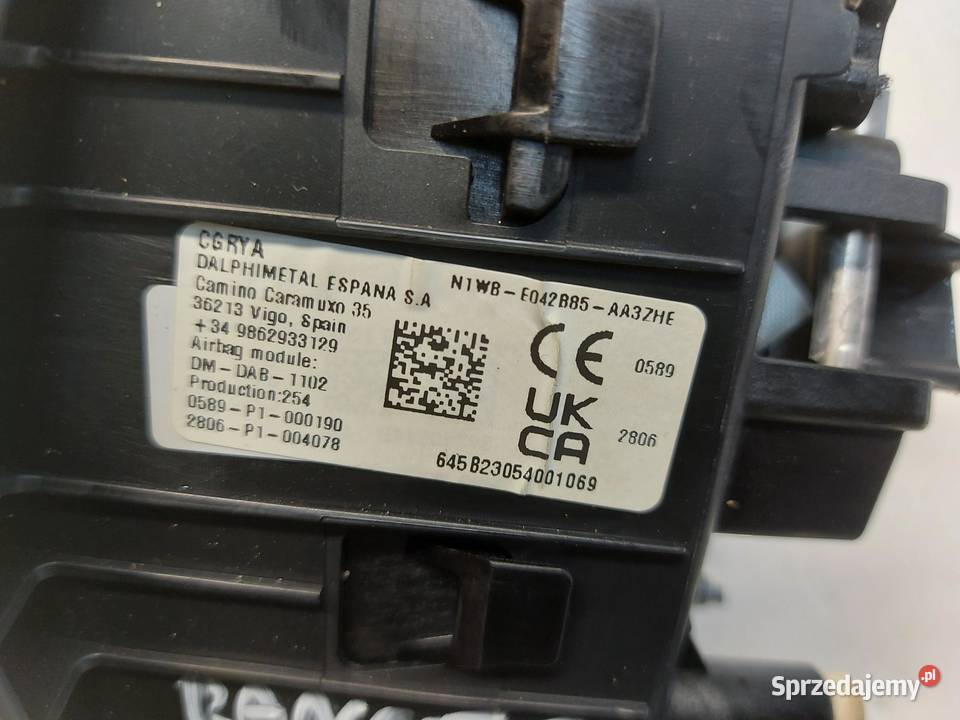 CGRYA
DALPHIMETAL ESPANA S.A
Camino Caramuxo 35
36213 Vigo, Spain
+34 9862933129
Airbag module:
DM-DAB-1102
Production:254
0589-P1-000190
2806-P1-004078
N1WB-E042B85-AA3ZHE
CE 0589
UK
CA 2806
645B23054001069
Sprzedajemy.pl